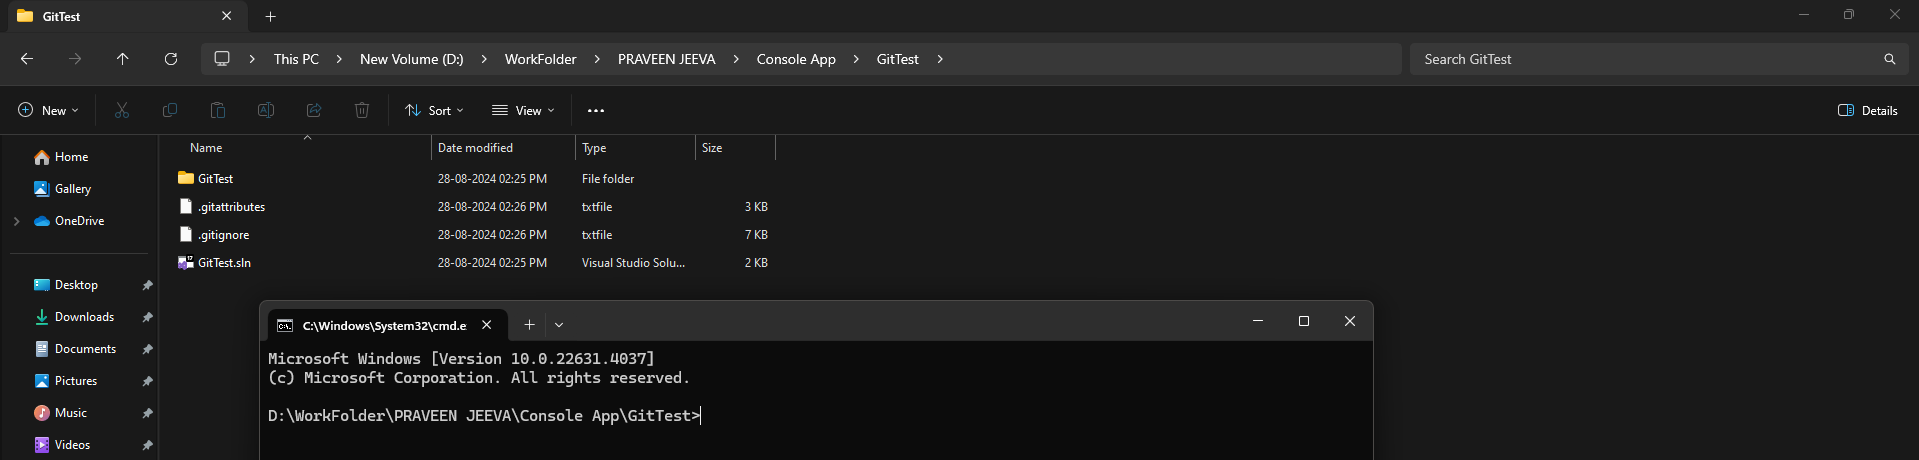 GitTest
This PC > New Volume (D:) > WorkFolder > PRAVEEN JEEVA > Console App > GitTest >
Search GitTest
New
Sort
View
Details
Home
Gallery
OneDrive
Desktop
Downloads
Documents
Pictures
Music
Videos
Name Date modified Type Size
GitTest 28-08-2024 02:25 PM File folder
.gitattributes 28-08-2024 02:26 PM txtfile 3 KB
.gitignore 28-08-2024 02:26 PM txtfile 7 KB
GitTest.sln 28-08-2024 02:25 PM Visual Studio Solu... 2 KB
C:\Windows\System32\cmd.e
Microsoft Windows [Version 10.0.22631.4037]
(c) Microsoft Corporation. All rights reserved.
D:\WorkFolder\PRAVEEN JEEVA\Console App\GitTest>